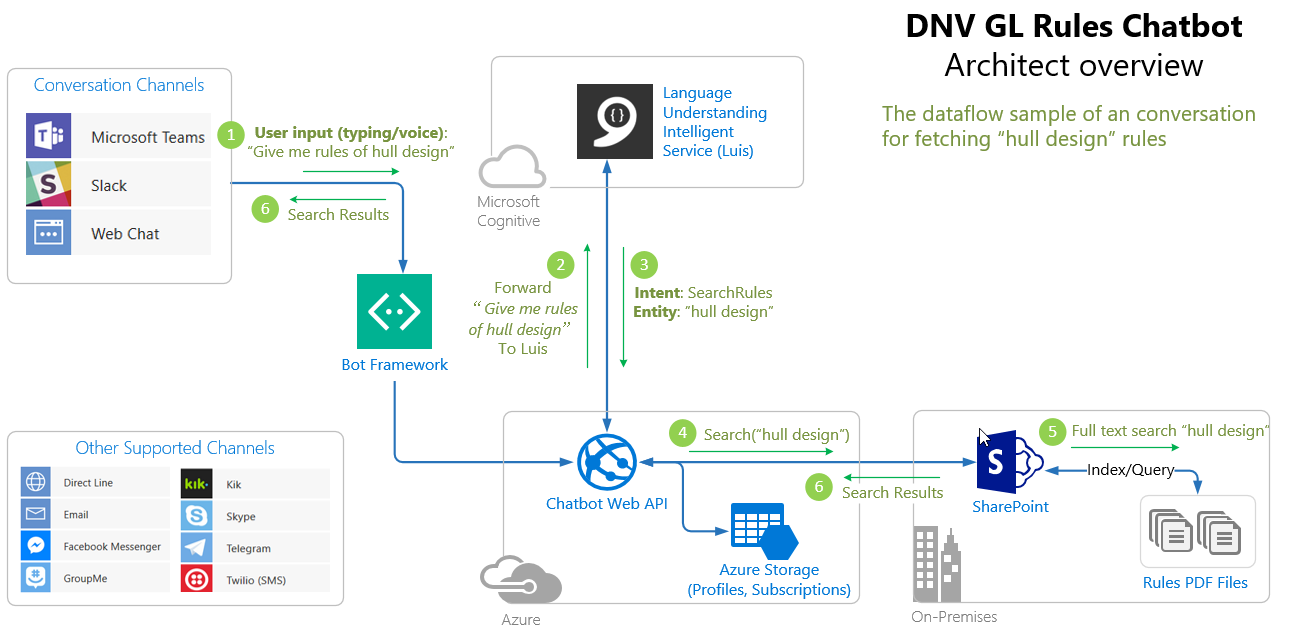 DNV GL Rules Chatbot
Architect overview
The dataflow sample of an conversation
for fetching “hull design” rules
Conversation Channels
Microsoft Teams
S
Slack
Web Chat
1
User input (typing/voice):
“Give me rules of hull design”
6
Search Results
Bot Framework
Language
Understanding
Intelligent
Service (Luis)
Microsoft
Cognitive
2
Forward
“ Give me rules
of hull design”
To Luis
3
Intent: SearchRules
Entity: “hull design”
Other Supported Channels
Direct Line
Email
Facebook Messenger
GroupMe
kik·
Kik
Skype
Telegram
Twilio (SMS)
Chatbot Web API
4
Search(“hull design”)
6
Search Results
Azure Storage
(Profiles, Subscriptions)
Azure
S
SharePoint
5
Full text search “hull design”
Index/Query
Rules PDF Files
On-Premises